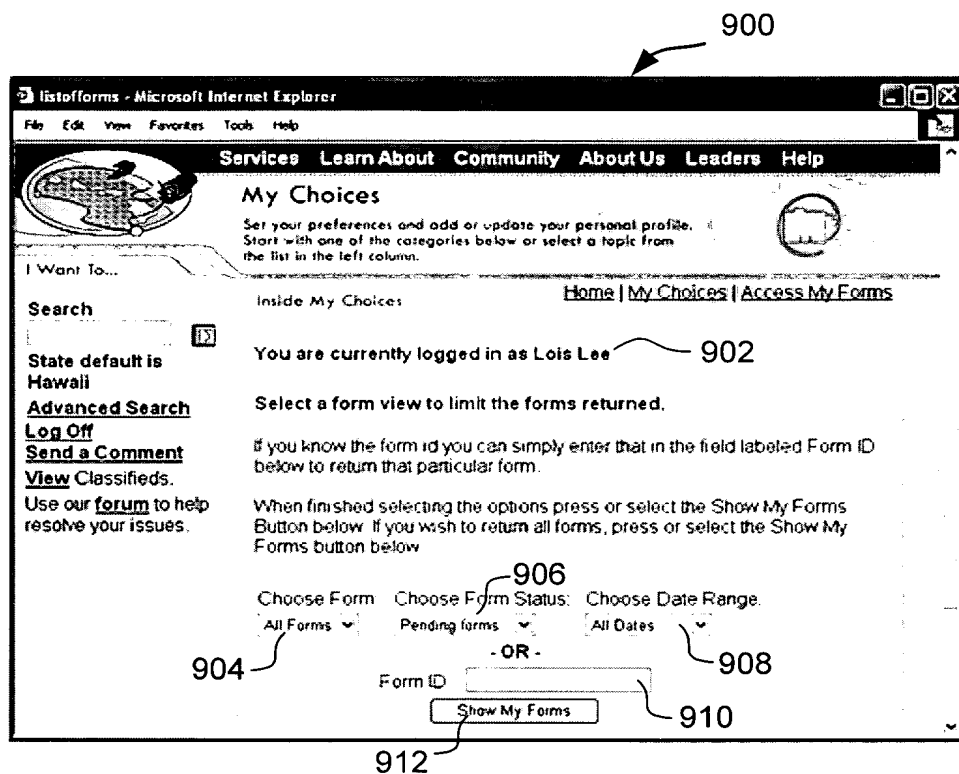 900
listofforms - Microsoft Internet Explorer
File Edit View Favorites Tools Help
Services Learn About Community About Us Leaders Help
My Choices
Set your preferences and add or update your personal profile.
Start with one of the categories below or select a topic from
the list in the left column.
I Want To...
Home | My Choices | Access My Forms
Inside My Choices
Search
You are currently logged in as Lois Lee 902
State default is
Hawaii
Advanced Search
Log Off
Send a Comment
View Classifieds.
Use our forum to help
resolve your issues.
Select a form view to limit the forms returned.
If you know the form id you can simply enter that in the field labeled Form ID
below to return that particular form.
When finished selecting the options press or select the Show My Forms
Button below. If you wish to return all forms, press or select the Show My
Forms button below
906
Choose Form Choose Form Status: Choose Date Range.
All Forms Pending forms All Dates
904 - OR - 908
Form ID 910
Show My Forms
912